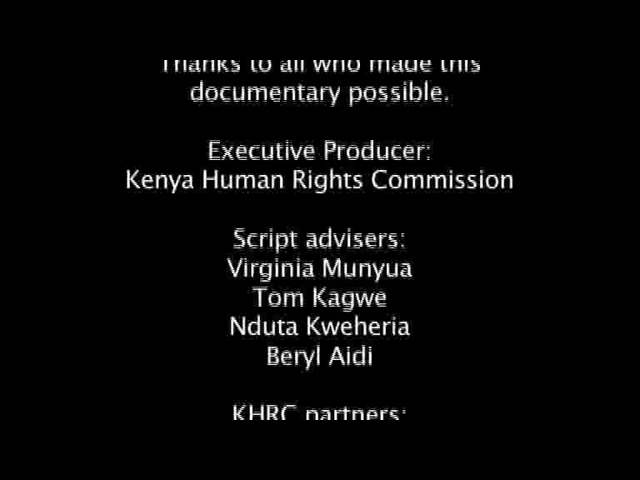 Thanks to all who made this
documentary possible.
Executive Producer:
Kenya Human Rights Commission
Script advisers:
Virginia Munyua
Tom Kagwe
Nduta Kweheria
Beryl Aidi
KHRC partners: